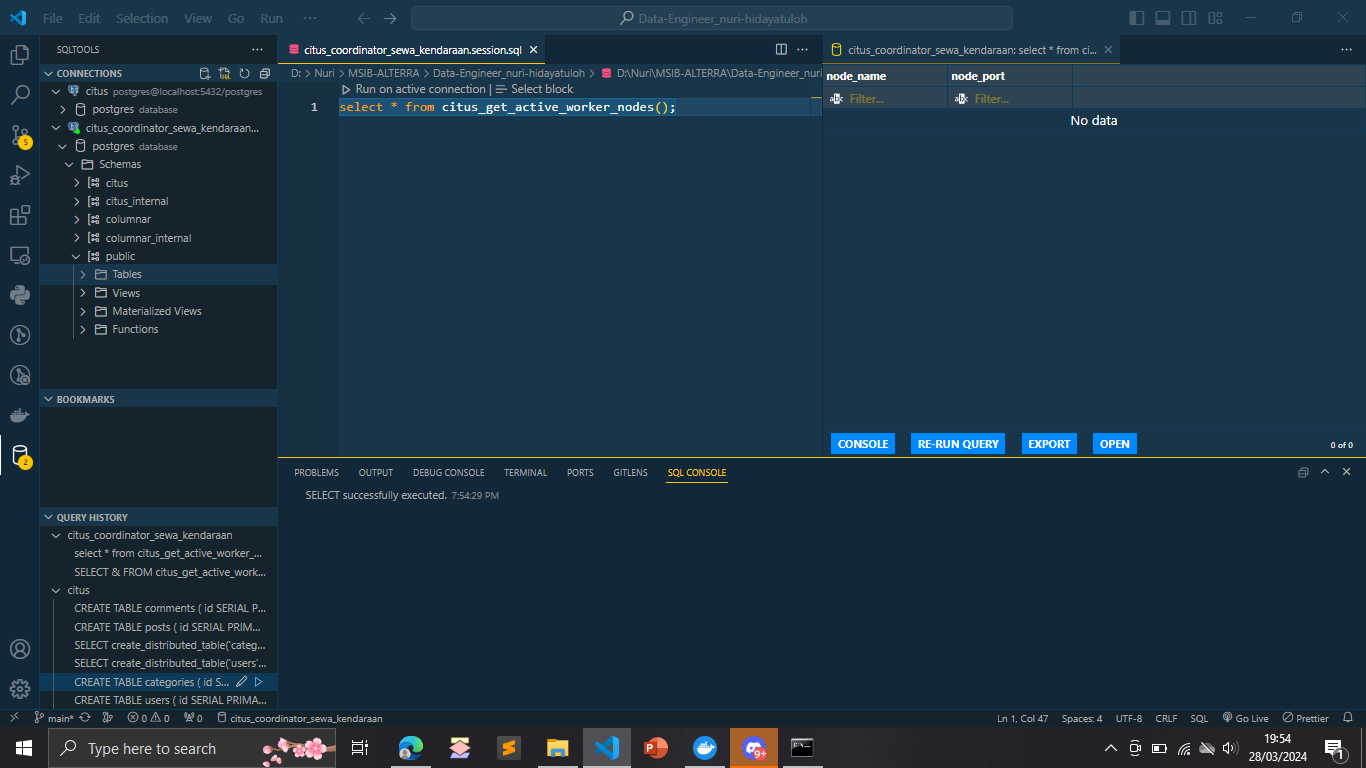 File Edit Selection View Go Run ··· Data-Engineer_nuri-hidayatuloh
SQLTOOLS
CONNECTIONS
citus postgres@localhost:5432/postgres
postgres database
citus_coordinator_sewa_kendaraan...
postgres database
Schemas
citus
citus_internal
columnar
columnar_internal
public
Tables
Views
Materialized Views
Functions
BOOKMARKS
QUERY HISTORY
citus_coordinator_sewa_kendaraan
select * from citus_get_active_worker_...
SELECT & FROM citus_get_active_work...
citus
CREATE TABLE comments ( id SERIAL P...
CREATE TABLE posts ( id SERIAL PRIM...
SELECT create_distributed_table('categ...
SELECT create_distributed_table('users'...
CREATE TABLE categories ( id S...
CREATE TABLE users ( id SERIAL PRIMA...
5
2
citus_coordinator_sewa_kendaraan.session.sql
D: > Nuri > MSIB-ALTERRA > Data-Engineer_nuri-hidayatuloh > D:\Nuri\MSIB-ALTERRA\Data-Engineer_nuri
Run on active connection | Select block
1 select * from citus_get_active_worker_nodes();
citus_coordinator_sewa_kendaraan: select * from ci...
node_name node_port
Filter... Filter...
No data
CONSOLE RE-RUN QUERY EXPORT OPEN 0 of 0
PROBLEMS OUTPUT DEBUG CONSOLE TERMINAL PORTS GITLENS SQL CONSOLE
SELECT successfully executed. 7:54:29 PM
main* 0 0 0 citus_coordinator_sewa_kendaraan Ln 1, Col 47 Spaces: 4 UTF-8 CRLF SQL Go Live Prettier
Type here to search
9+
19:54
28/03/2024
1